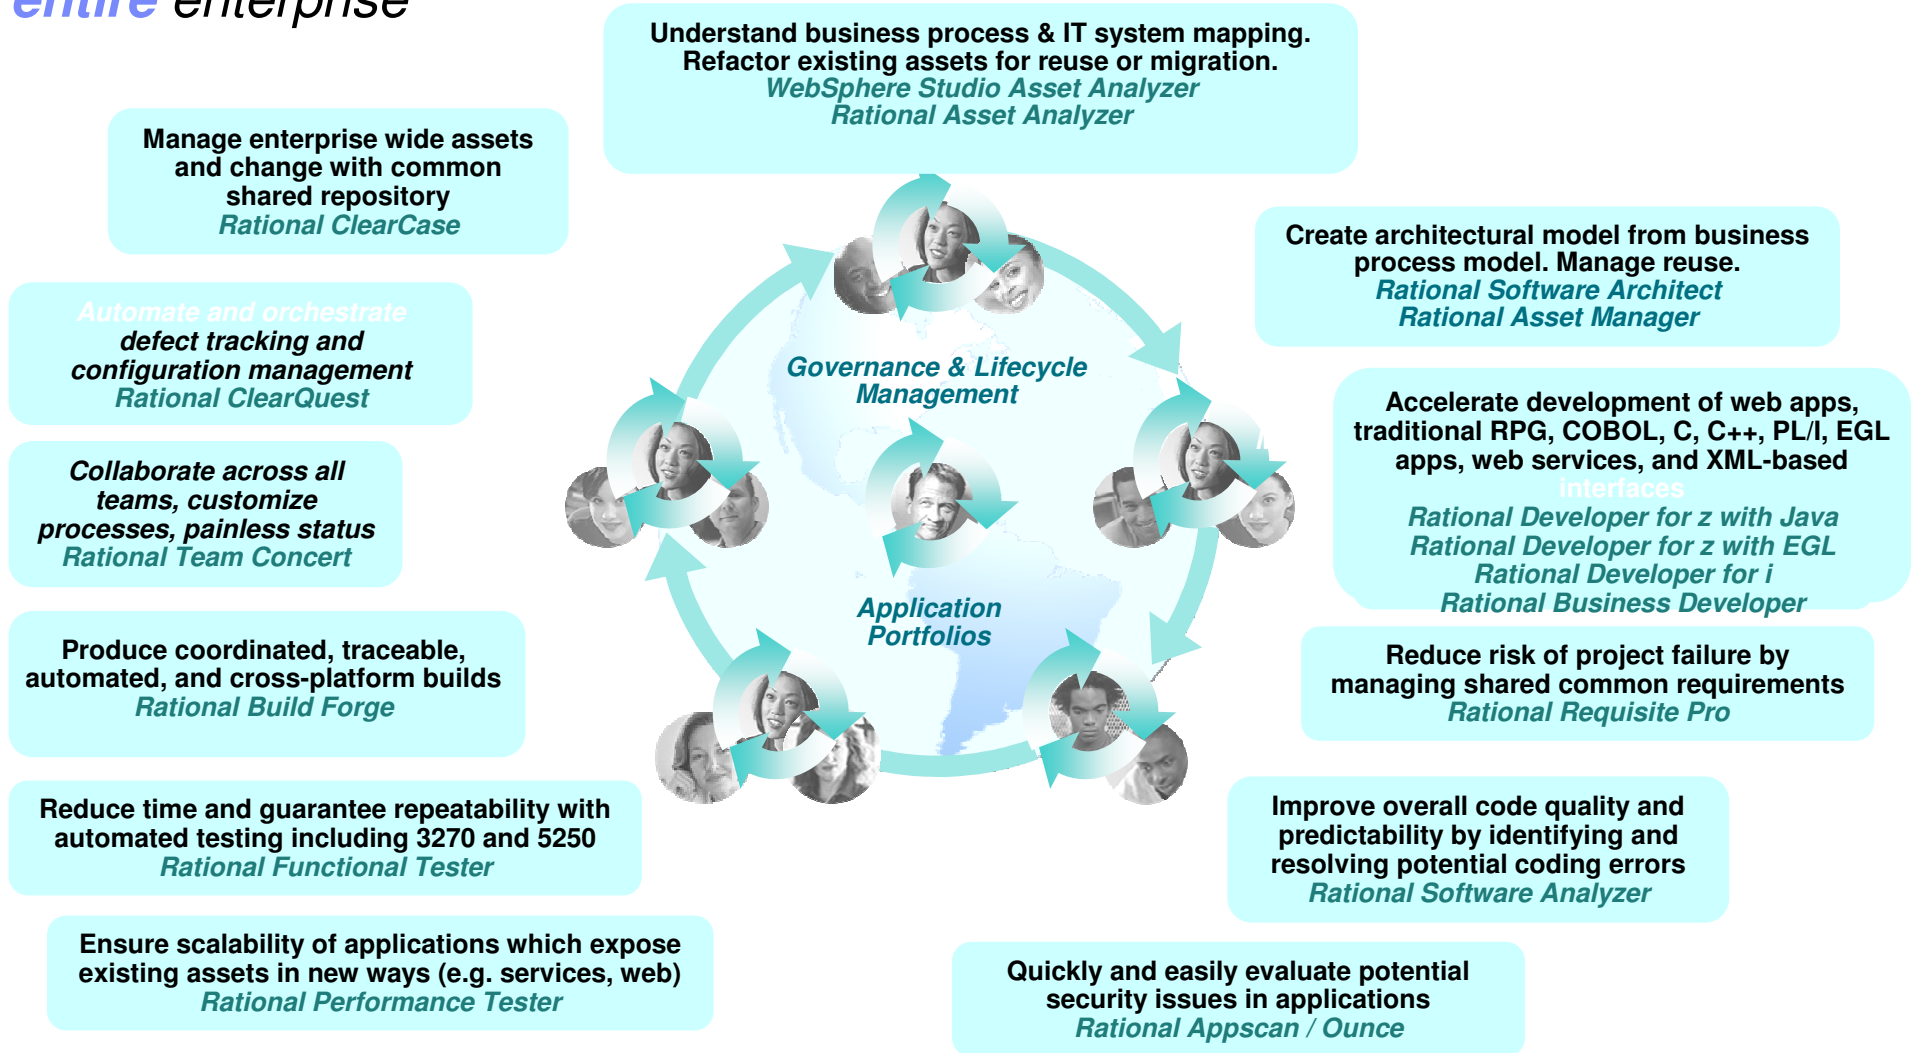 entire enterprise
Understand business process & IT system mapping.
Refactor existing assets for reuse or migration.
WebSphere Studio Asset Analyzer
Rational Asset Analyzer
Manage enterprise wide assets
and change with common
shared repository
Rational ClearCase
Create architectural model from business
process model. Manage reuse.
Rational Software Architect
Rational Asset Manager
Automate and orchestrate
defect tracking and
configuration management
Rational ClearQuest
Governance & Lifecycle
Management
Accelerate development of web apps,
traditional RPG, COBOL, C, C++, PL/I, EGL
apps, web services, and XML-based
interfaces
Rational Developer for z with Java
Rational Developer for z with EGL
Rational Developer for i
Rational Business Developer
Collaborate across all
teams, customize
processes, painless status
Rational Team Concert
Application
Portfolios
Produce coordinated, traceable,
automated, and cross-platform builds
Rational Build Forge
Reduce risk of project failure by
managing shared common requirements
Rational Requisite Pro
Reduce time and guarantee repeatability with
automated testing including 3270 and 5250
Rational Functional Tester
Improve overall code quality and
predictability by identifying and
resolving potential coding errors
Rational Software Analyzer
Ensure scalability of applications which expose
existing assets in new ways (e.g. services, web)
Rational Performance Tester
Quickly and easily evaluate potential
security issues in applications
Rational Appscan / Ounce